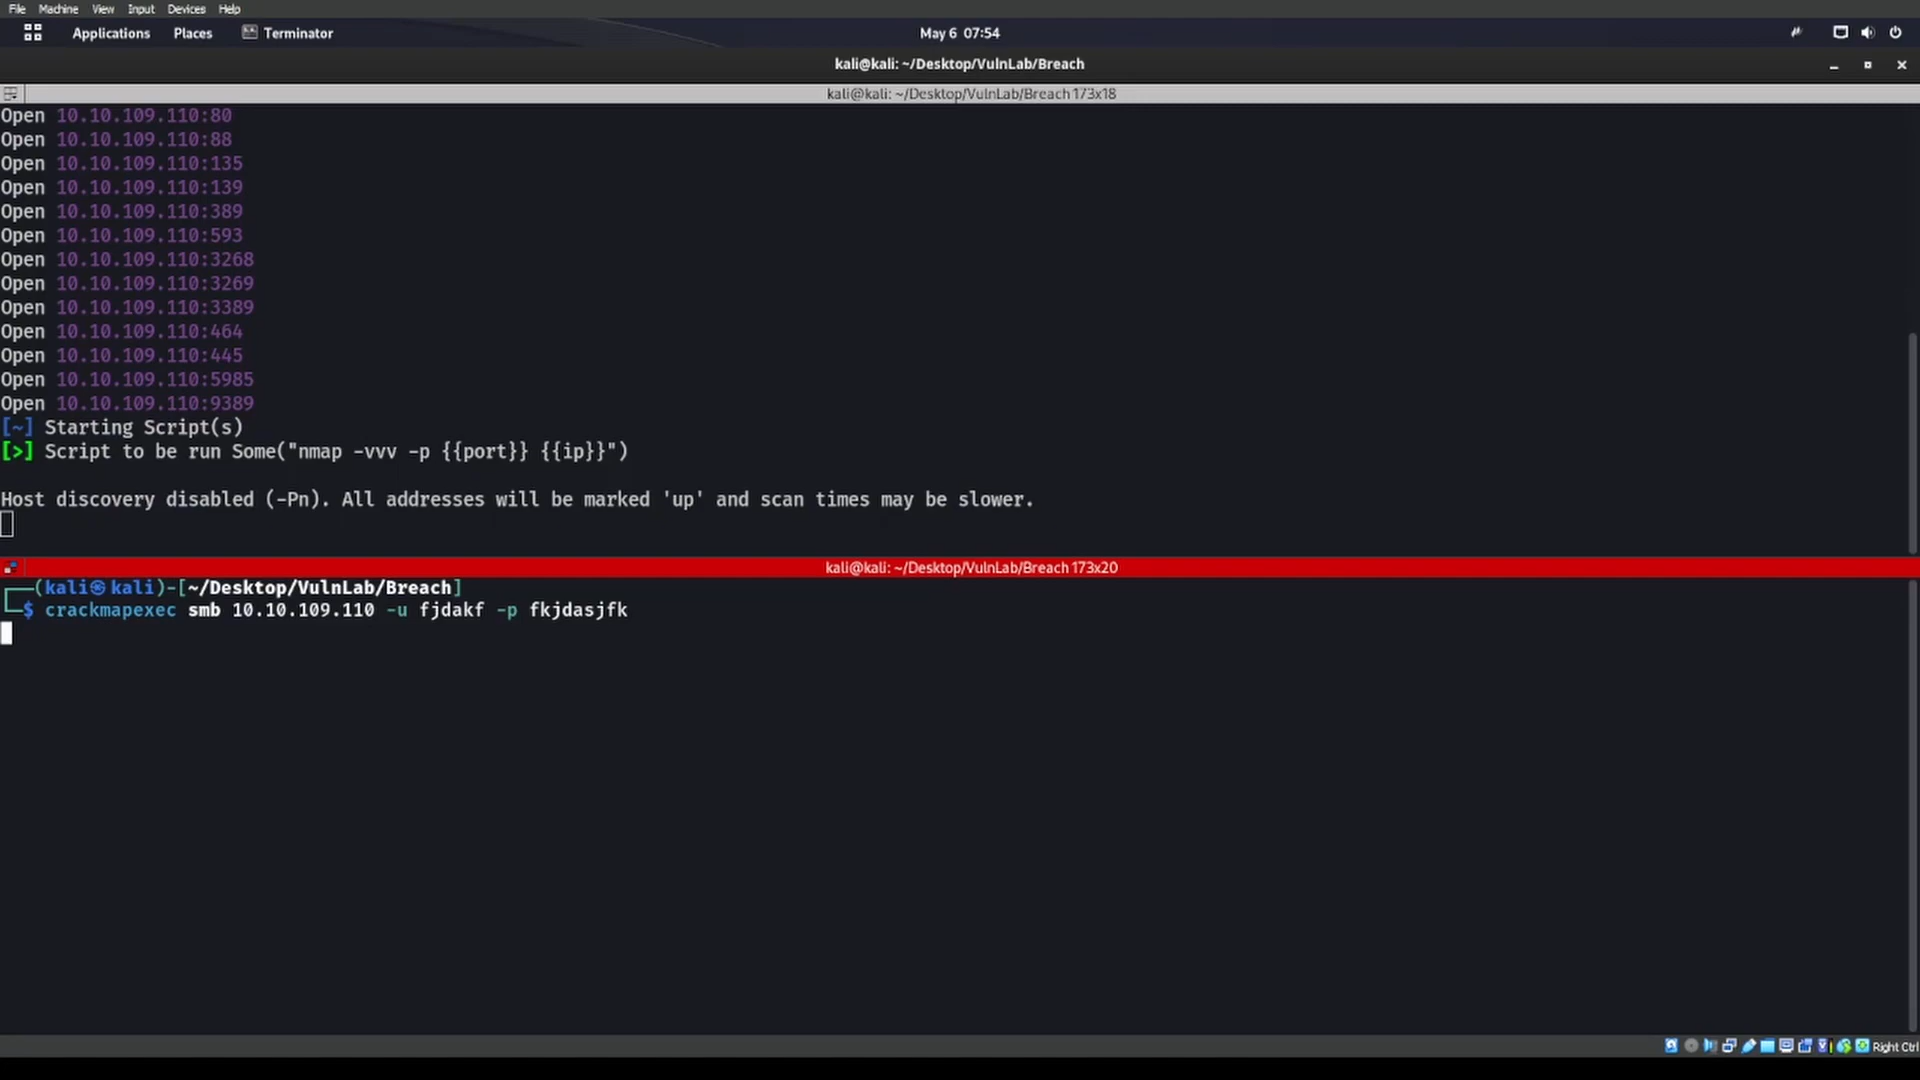 File Machine View Input Devices Help
Applications Places Terminator May 6 07:54
kali@kali: ~/Desktop/VulnLab/Breach
kali@kali: ~/Desktop/VulnLab/Breach 173x18
Open 10.10.109.110:80
Open 10.10.109.110:88
Open 10.10.109.110:135
Open 10.10.109.110:139
Open 10.10.109.110:389
Open 10.10.109.110:593
Open 10.10.109.110:3268
Open 10.10.109.110:3269
Open 10.10.109.110:3389
Open 10.10.109.110:464
Open 10.10.109.110:445
Open 10.10.109.110:5985
Open 10.10.109.110:9389
[~] Starting Script(s)
[>] Script to be run Some("nmap -vvv -p {{port}} {{ip}}")
Host discovery disabled (-Pn). All addresses will be marked 'up' and scan times may be slower.
kali@kali: ~/Desktop/VulnLab/Breach 173x20
┌──(kali㉿kali)-[~/Desktop/VulnLab/Breach]
└─$ crackmapexec smb 10.10.109.110 -u fjdakf -p fkjdasjfk
Right Ctrl